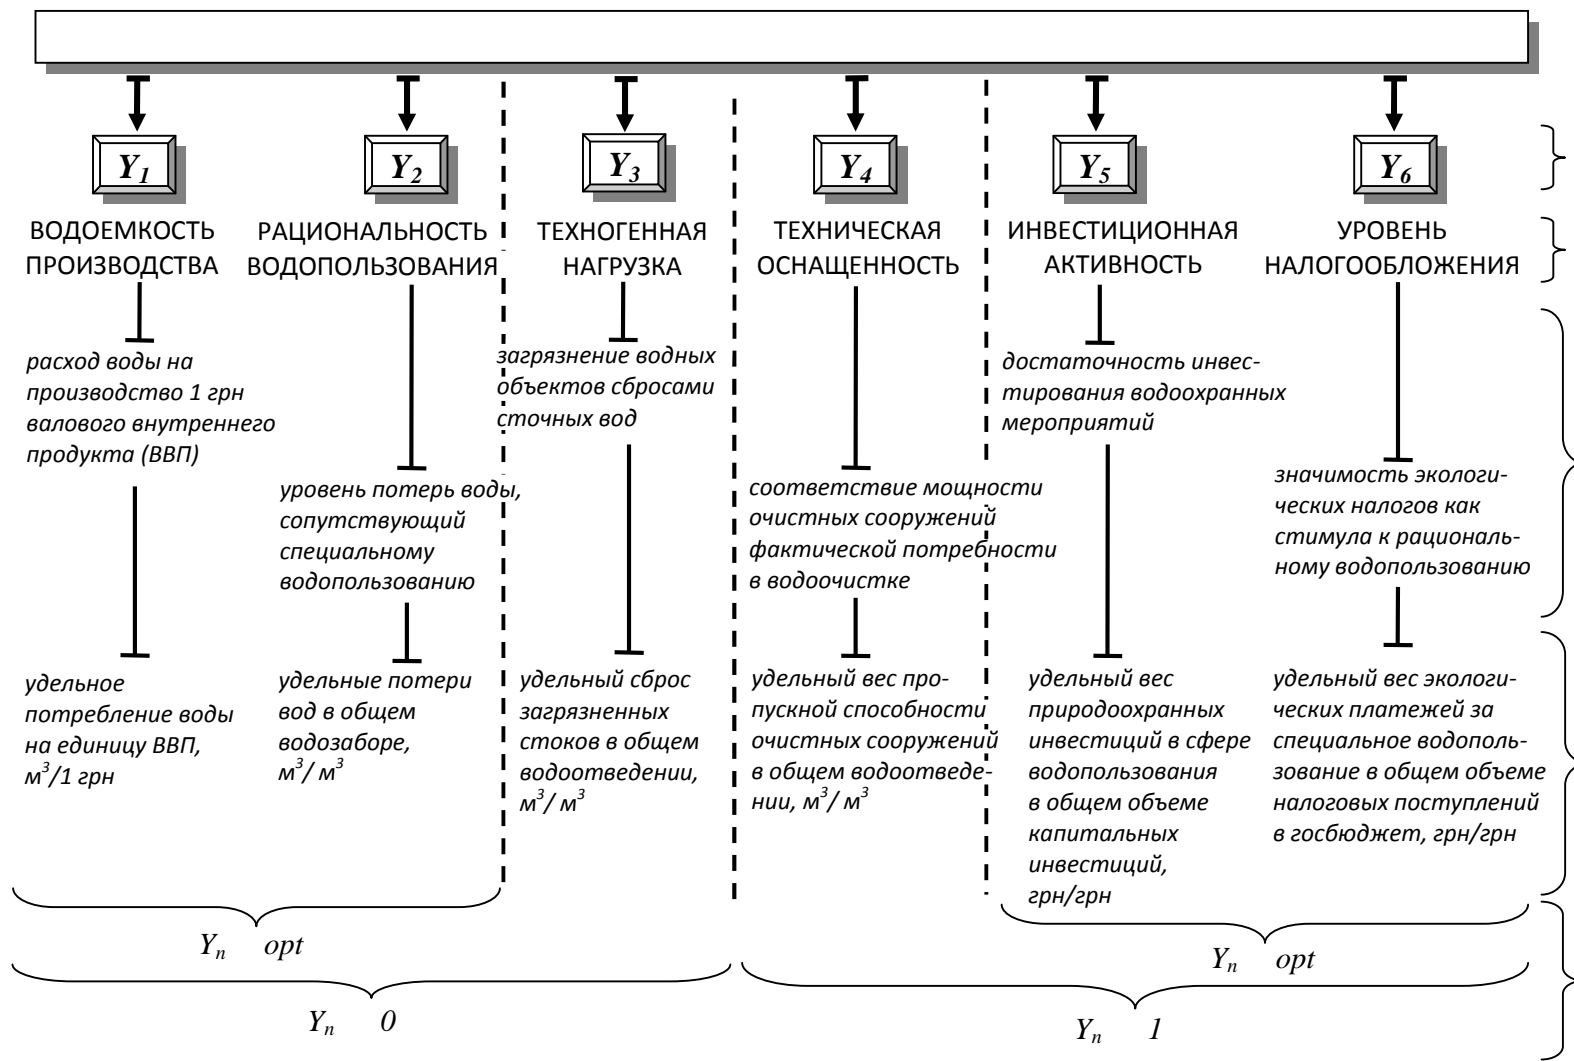 Y1
Y2
Y3
Y4
Y5
Y6
ВОДОЕМКОСТЬ
ПРОИЗВОДСТВА
РАЦИОНАЛЬНОСТЬ
ВОДОПОЛЬЗОВАНИЯ
ТЕХНОГЕННАЯ
НАГРУЗКА
ТЕХНИЧЕСКАЯ
ОСНАЩЕННОСТЬ
ИНВЕСТИЦИОННАЯ
АКТИВНОСТЬ
УРОВЕНЬ
НАЛОГООБЛОЖЕНИЯ
расход воды на
производство 1 грн
валового внутреннего
продукта (ВВП)
уровень потерь воды,
сопутствующий
специальному
водопользованию
загрязнение водных
объектов сбросами
сточных вод
соответствие мощности
очистных сооружений
фактической потребности
в водоочистке
достаточность инвес-
тирования водоохранных
мероприятий
значимость экологи-
ческих налогов как
стимула к рациональ-
ному водопользованию
удельное
потребление воды
на единицу ВВП,
м³/1 грн
удельные потери
вод в общем
водозаборе,
м³/ м³
удельный сброс
загрязненных
стоков в общем
водоотведении,
м³/ м³
удельный вес про-
пускной способности
очистных сооружений
в общем водоотведе-
нии, м³/ м³
удельный вес
природоохранных
инвестиций в сфере
водопользования
в общем объеме
капитальных
инвестиций,
грн/грн
удельный вес экологи-
ческих платежей за
специальное водополь-
зование в общем объеме
налоговых поступлений
в госбюджет, грн/грн
Yn opt
Yn opt
Yn 0
Yn 1